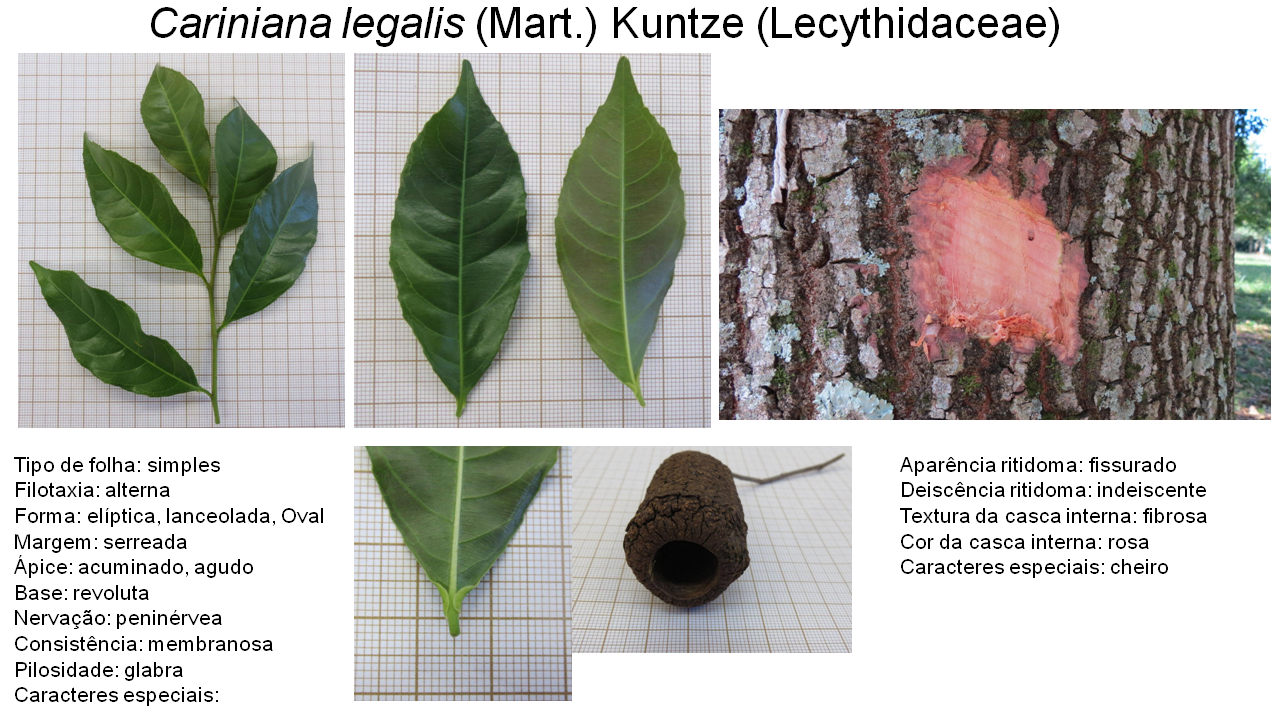 Cariniana legalis (Mart.) Kuntze (Lecythidaceae)
Tipo de folha: simples
Filotaxia: alterna
Forma: elíptica, lanceolada, Oval
Margem: serreada
Ápice: acuminado, agudo
Base: revoluta
Nervação: peninérvea
Consistência: membranosa
Pilosidade: glabra
Caracteres especiais:
Aparência ritidoma: fissurado
Deiscência ritidoma: indeiscente
Textura da casca interna: fibrosa
Cor da casca interna: rosa
Caracteres especiais: cheiro